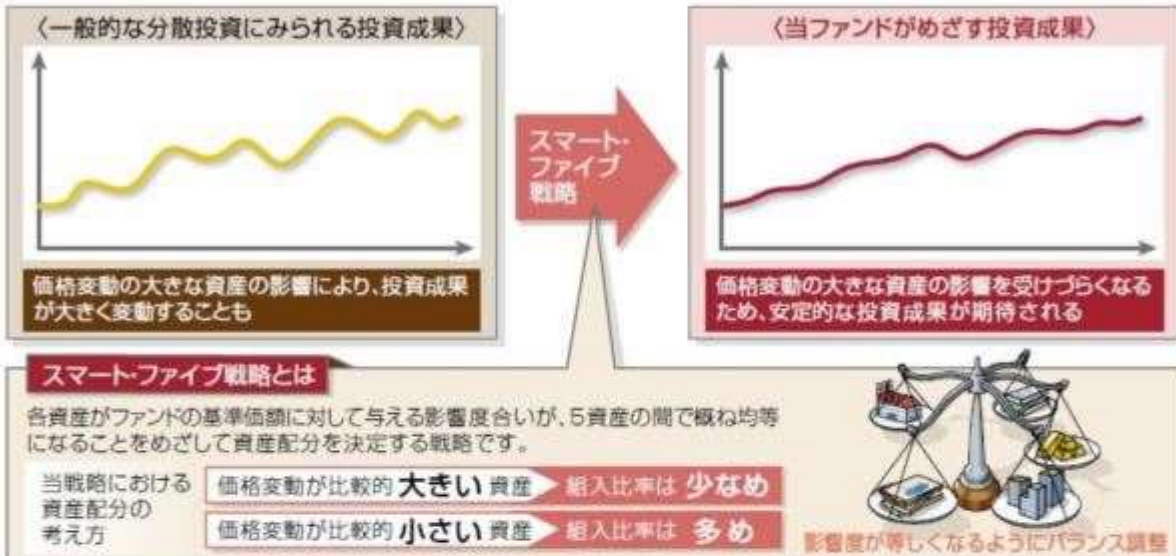 〈一般的な分散投資にみられる投資成果〉
価格変動の大きな資産の影響により、投資成果
が大きく変動することも
スマート・
ファイブ
戦略
〈当ファンドがめざす投資成果〉
価格変動の大きな資産の影響を受けづらくなる
ため、安定的な投資成果が期待される
スマート・ファイブ戦略とは
各資産がファンドの基準価額に対して与える影響度合いが、5資産の間で概ね均等
になることをめざして資産配分を決定する戦略です。
当戦略における
資産配分の
考え方
価格変動が比較的 大きい 資産 組入比率は 少なめ
価格変動が比較的 小さい 資産 組入比率は 多め
影響度が等しくなるようにバランス調整